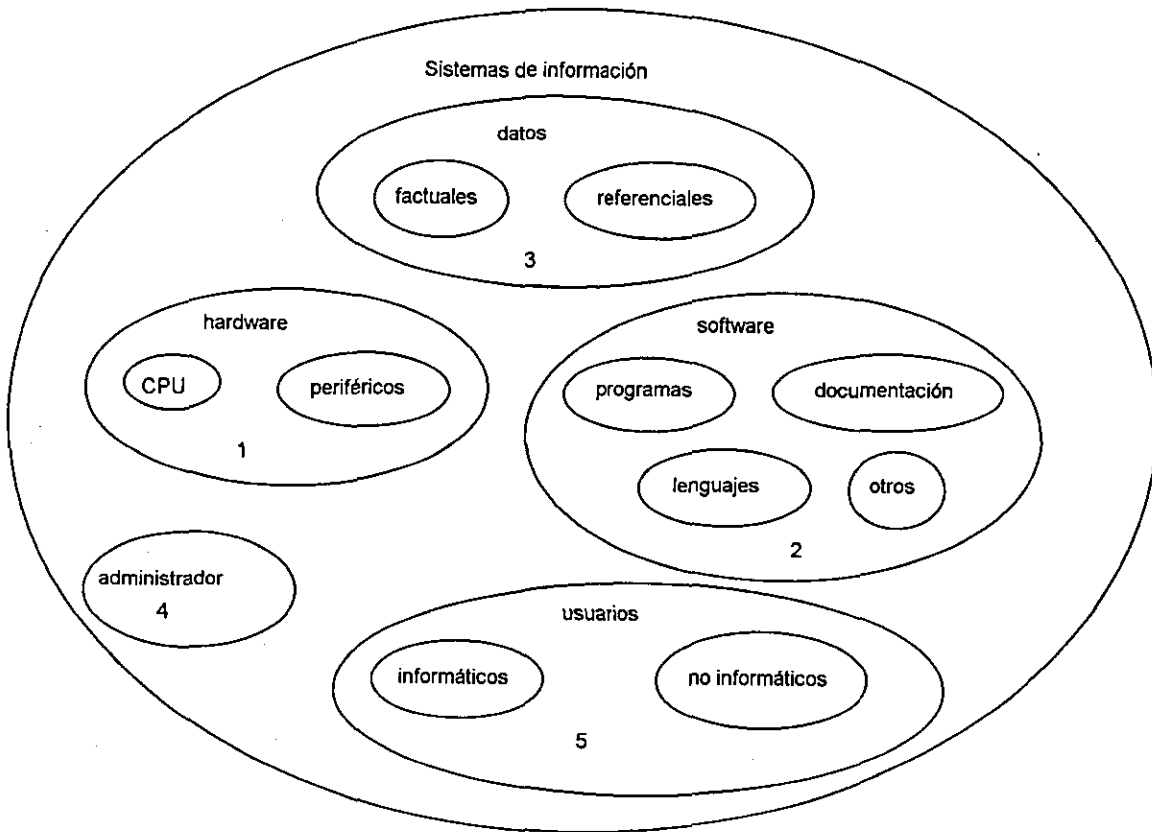 Sistemas de información
datos
factuales
referenciales
3
hardware
CPU
periféricos
1
software
programas
documentación
lenguajes
otros
2
administrador
4
usuarios
informáticos
no informáticos
5